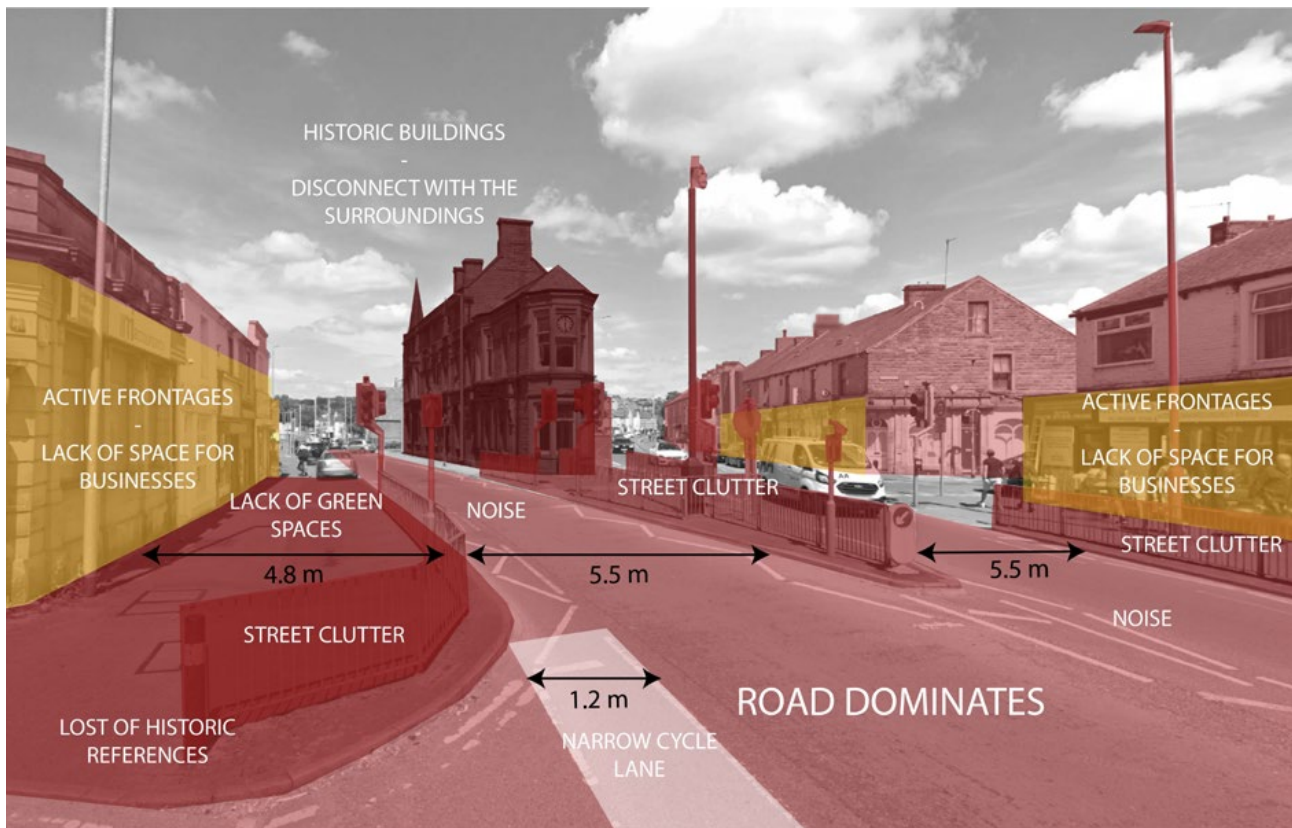 HISTORIC BUILDINGS
-
DISCONNECT WITH THE
SURROUNDINGS
ACTIVE FRONTAGES
-
LACK OF SPACE FOR
BUSINESSES
ACTIVE FRONTAGES
-
LACK OF SPACE FOR
BUSINESSES
LACK OF GREEN
SPACES
NOISE
STREET CLUTTER
STREET CLUTTER
4.8 m
5.5 m
5.5 m
STREET CLUTTER
NOISE
1.2 m
ROAD DOMINATES
LOST OF HISTORIC
REFERENCES
NARROW CYCLE
LANE
AA